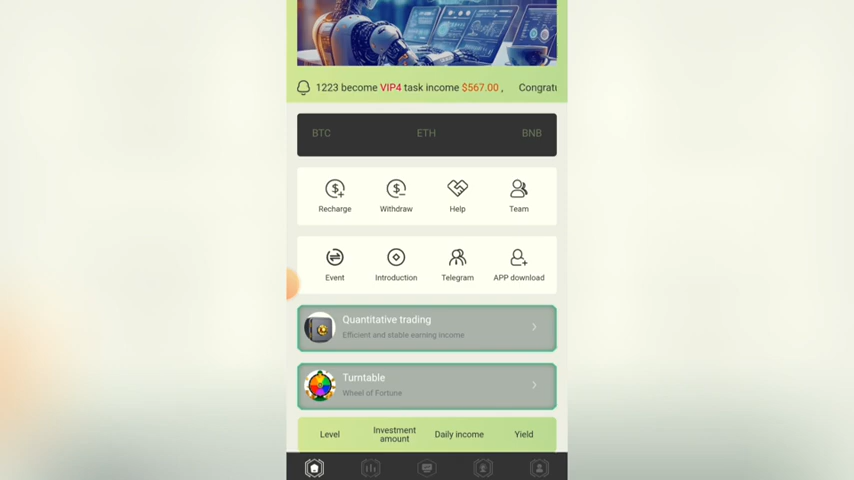 1223 become VIP4 task income $567.00 , Congratu
BTC ETH BNB
Recharge Withdraw Help Team
Event Introduction Telegram APP download
Quantitative trading
Efficient and stable earning income
Turntable
Wheel of Fortune
Level Investment amount Daily income Yield